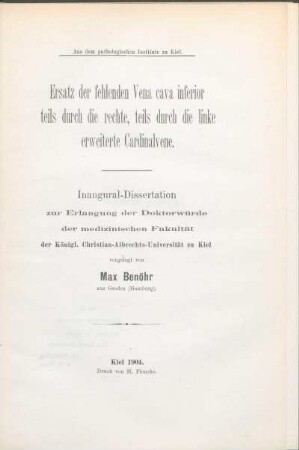 Aus dem pathologischen Institute zu Kiel.
Ersatz der fehlenden Vena cava inferior
teils durch die rechte, teils durch die linke
erweiterte Cardinalvene.
Inaugural-Dissertation
zur Erlangung der Doktorwürde
der medizinischen Fakultät
der Königl. Christian-Albrechts-Universität zu Kiel
vorgelegt von
Max Benöhr
aus Geesden (Hamburg).
Kiel 1904.
Druck von H. Fiencke.